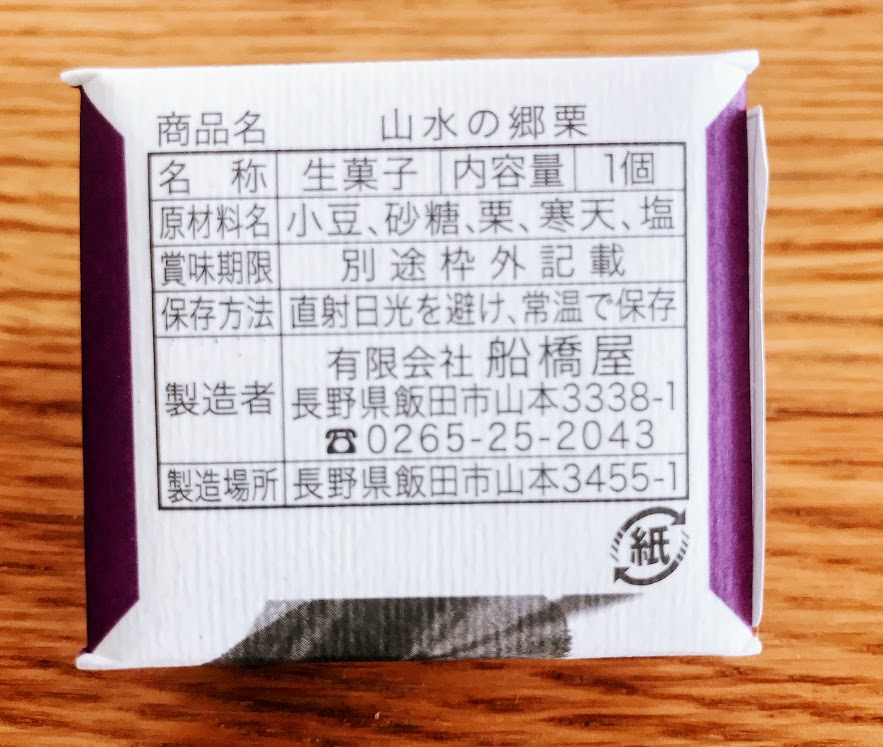 商品名 山水の郷栗
名称 生菓子 内容量 1個
原材料名 小豆、砂糖、栗、寒天、塩
賞味期限 別途枠外記載
保存方法 直射日光を避け、常温で保存
製造者 有限会社 船橋屋
長野県飯田市山本3338-1
☎0265-25-2043
製造場所 長野県飯田市山本3455-1
紙